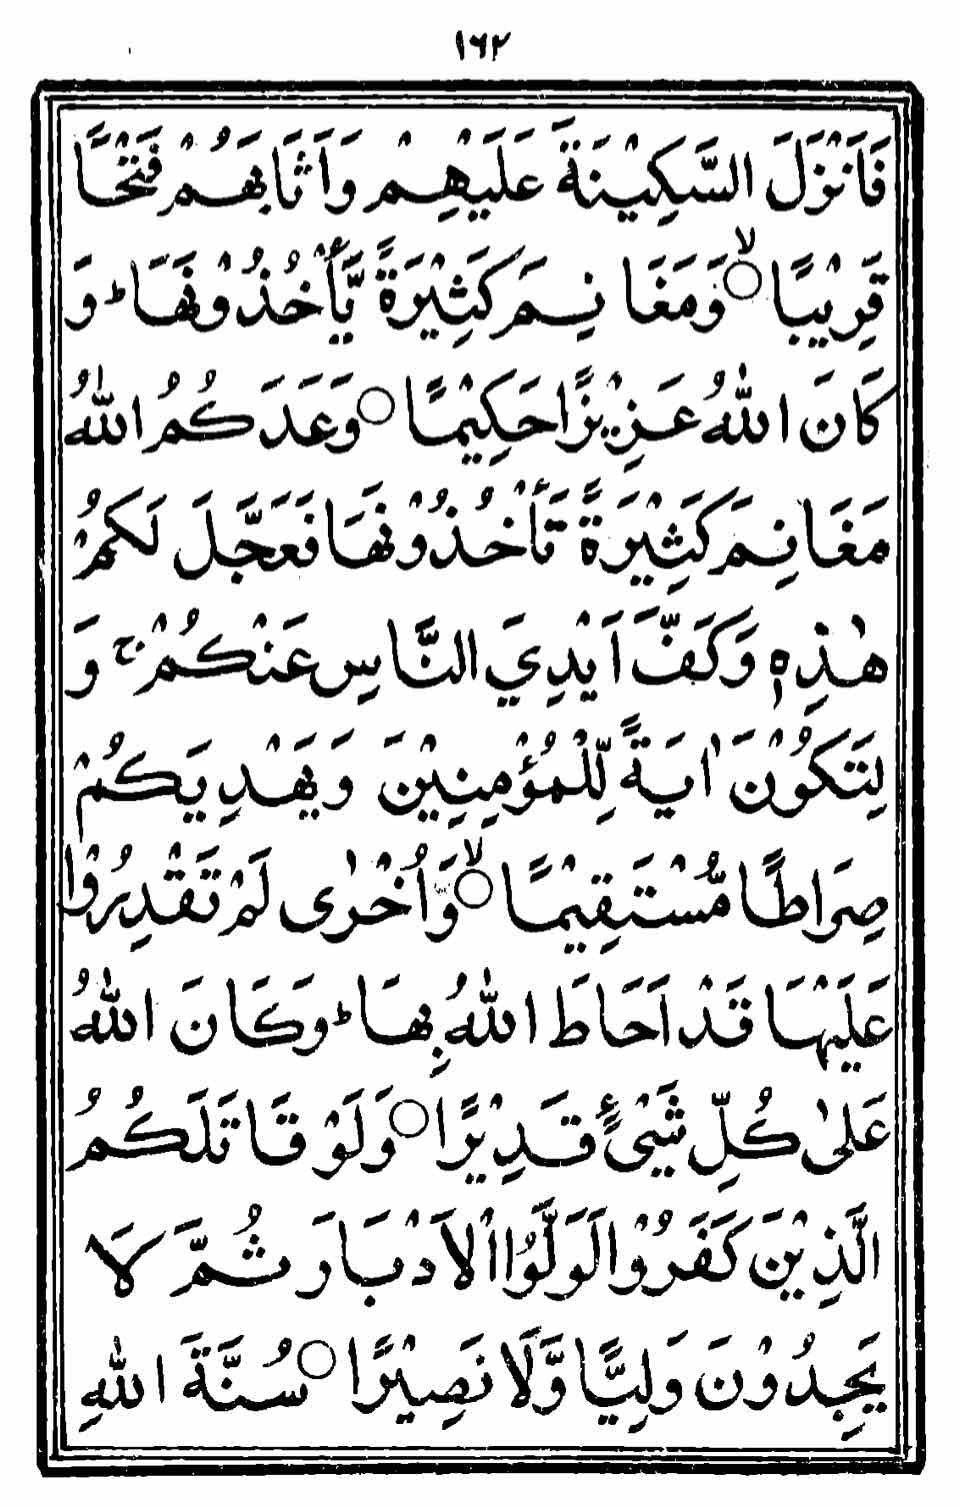 ١٦٢
فَاَنْزَلَ السَّكِيْنَةَ عَلَيْهِمْ وَاَثَابَهُمْ فَتْحًا
قَرِيْبًا ۙ○ وَّمَغَانِمَ كَثِيْرَةً يَّأْخُذُوْنَهَا ؕ وَ
كَانَ اللّٰهُ عَزِيْزًا حَكِيْمًا ○ وَعَدَكُمُ اللّٰهُ
مَغَانِمَ كَثِيْرَةً تَأْخُذُوْنَهَا فَعَجَّلَ لَكُمْ
هٰذِهٖ وَكَفَّ اَيْدِيَ النَّاسِ عَنْكُمْ ۚ وَ
لِتَكُوْنَ اٰيَةً لِّلْمُؤْمِنِيْنَ وَيَهْدِيَكُمْ
صِرَاطًا مُّسْتَقِيْمًا ۙ○ وَّاُخْرٰى لَمْ تَقْدِرُوْا
عَلَيْهَا قَدْ اَحَاطَ اللّٰهُ بِهَا ؕ وَكَانَ اللّٰهُ
عَلٰى كُلِّ شَيْءٍ قَدِيْرًا ○ وَلَوْ قَاتَلَكُمُ
الَّذِيْنَ كَفَرُوْا لَوَلَّوُا الْاَدْبَارَ ثُمَّ لَا
يَجِدُوْنَ وَلِيًّا وَّلَا نَصِيْرًا ○ سُنَّةَ اللّٰهِ